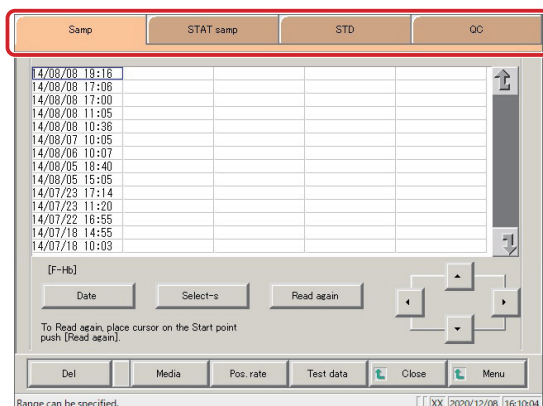 Samp STAT samp STD QC
14/08/08 19:16
14/08/08 17:06
14/08/08 17:00
14/08/08 11:05
14/08/08 10:36
14/08/07 10:05
14/08/06 10:07
14/08/05 18:40
14/08/05 15:05
14/07/23 17:14
14/07/23 11:20
14/07/22 16:55
14/07/18 14:55
14/07/18 10:03
[F-Hb]
Date Select-s Read again
To Read again, place cursor on the Start point
push [Read again].
Del Media Pos. rate Test data Close Menu
Range can be specified. XX 2020/12/08 16:10:04